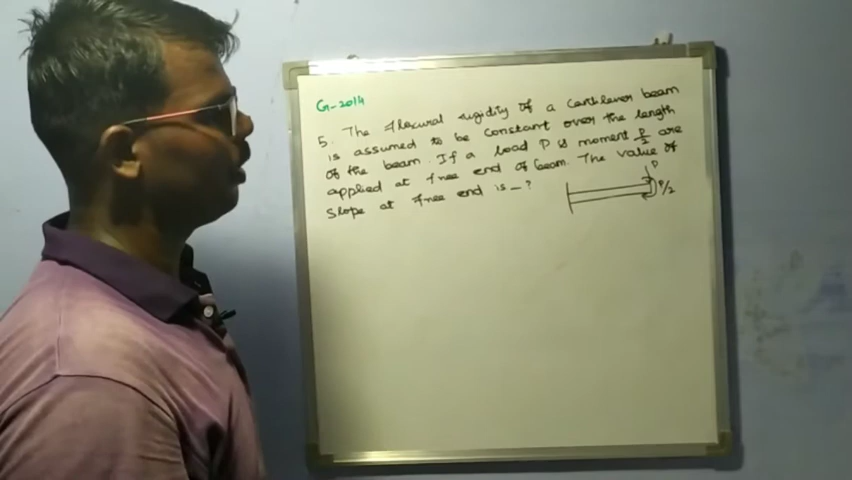 G-2014
5. The flexural rigidity of a cantilever beam
is assumed to be constant over the length
of the beam. If a load P & moment P/2 are
applied at free end of beam. The value of
slope at free end is _ ?
P
P/2